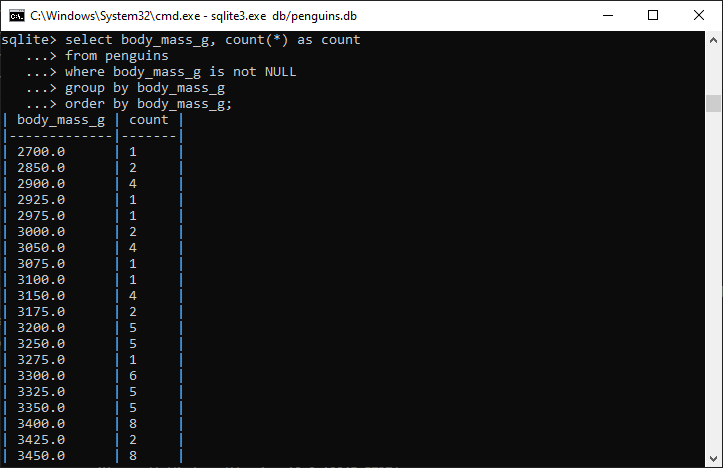 C:\Windows\System32\cmd.exe - sqlite3.exe db/penguins.db
sqlite> select body_mass_g, count(*) as count
...> from penguins
...> where body_mass_g is not NULL
...> group by body_mass_g
...> order by body_mass_g;
| body_mass_g | count |
|-------------|-------|
| 2700.0 | 1 |
| 2850.0 | 2 |
| 2900.0 | 4 |
| 2925.0 | 1 |
| 2975.0 | 1 |
| 3000.0 | 2 |
| 3050.0 | 4 |
| 3075.0 | 1 |
| 3100.0 | 1 |
| 3150.0 | 4 |
| 3175.0 | 2 |
| 3200.0 | 5 |
| 3250.0 | 5 |
| 3275.0 | 1 |
| 3300.0 | 6 |
| 3325.0 | 5 |
| 3350.0 | 5 |
| 3400.0 | 8 |
| 3425.0 | 2 |
| 3450.0 | 8 |